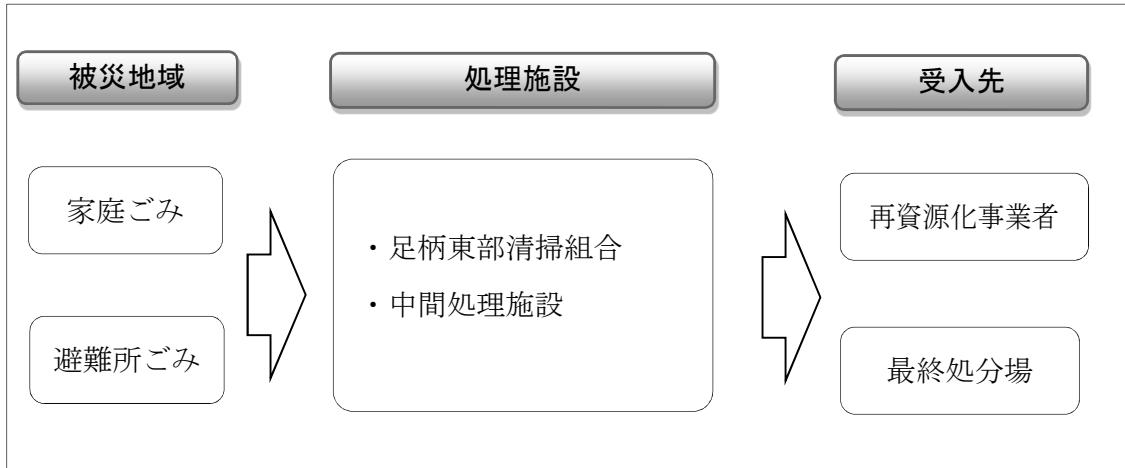 被災地域
処理施設
受入先
家庭ごみ
避難所ごみ
・足柄東部清掃組合
・中間処理施設
再資源化事業者
最終処分場